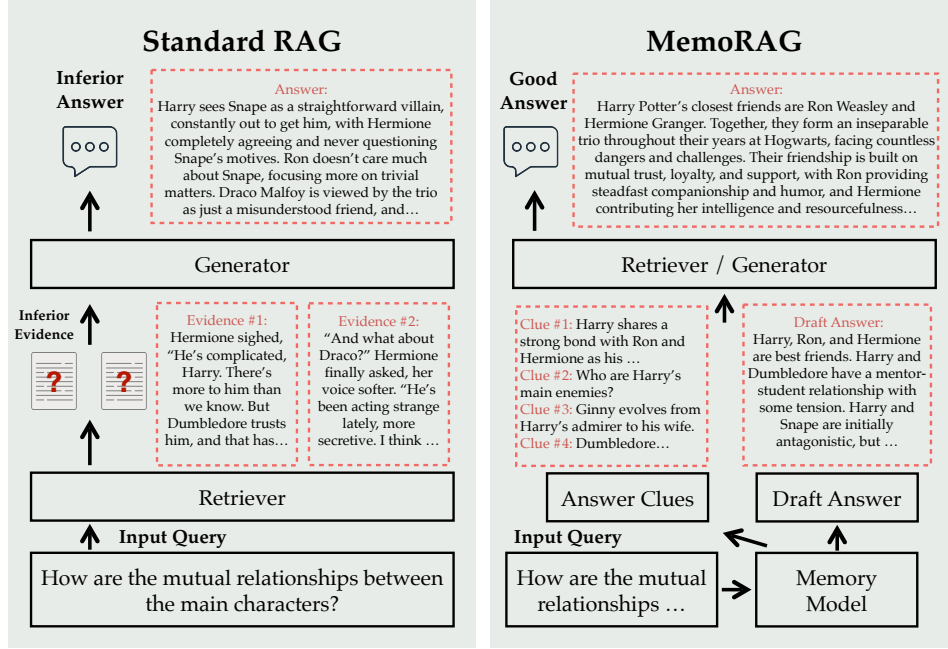 Standard RAG
Inferior
Answer
Answer:
Harry sees Snape as a straightforward villain,
constantly out to get him, with Hermione
completely agreeing and never questioning
Snape's motives. Ron doesn't care much
about Snape, focusing more on trivial
matters. Draco Malfoy is viewed by the trio
as just a misunderstood friend, and…
Generator
Inferior
Evidence
?
?
Evidence #1:
Hermione sighed,
“He's complicated,
Harry. There's
more to him than
we know. But
Dumbledore trusts
him, and that has…
Evidence #2:
“And what about
Draco?” Hermione
finally asked, her
voice softer. “He's
been acting strange
lately, more
secretive. I think …
Retriever
Input Query
How are the mutual relationships between
the main characters?
MemoRAG
Good
Answer
Answer:
Harry Potter's closest friends are Ron Weasley and
Hermione Granger. Together, they form an inseparable
trio throughout their years at Hogwarts, facing countless
dangers and challenges. Their friendship is built on
mutual trust, loyalty, and support, with Ron providing
steadfast companionship and humor, and Hermione
contributing her intelligence and resourcefulness…
Retriever / Generator
Clue #1: Harry shares a
strong bond with Ron and
Hermione as his …
Clue #2: Who are Harry's
main enemies?
Clue #3: Ginny evolves from
Harry's admirer to his wife.
Clue #4: Dumbledore…
Draft Answer:
Harry, Ron, and Hermione
are best friends. Harry and
Dumbledore have a mentor-
student relationship with
some tension. Harry and
Snape are initially
antagonistic, but …
Answer Clues
Draft Answer
Input Query
How are the mutual
relationships …
Memory
Model